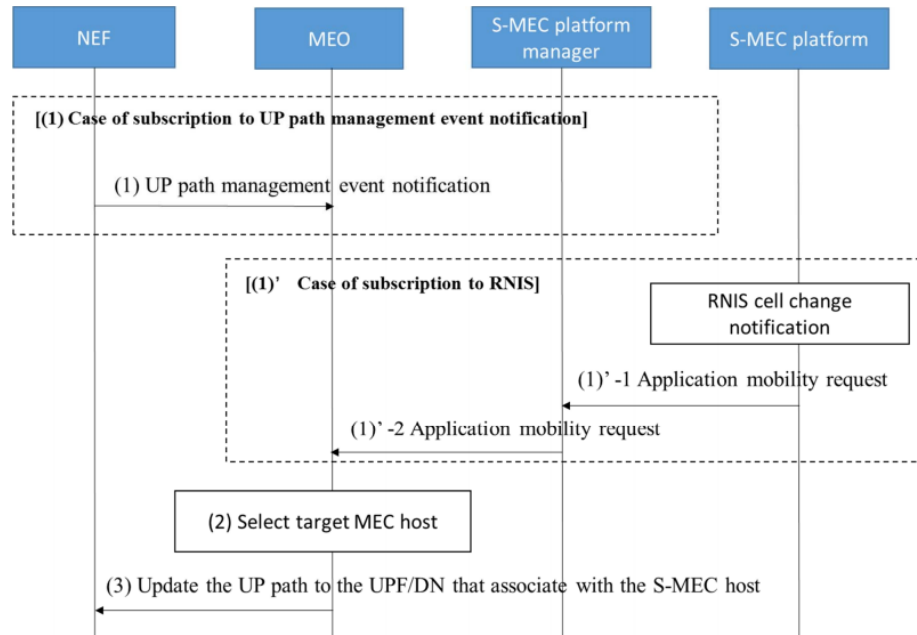 NEF
MEO
S-MEC platform
manager
S-MEC platform
[(1) Case of subscription to UP path management event notification]
(1) UP path management event notification
[(1)' Case of subscription to RNIS]
RNIS cell change
notification
(1)’ -1 Application mobility request
(1)’ -2 Application mobility request
(2) Select target MEC host
(3) Update the UP path to the UPF/DN that associate with the S-MEC host